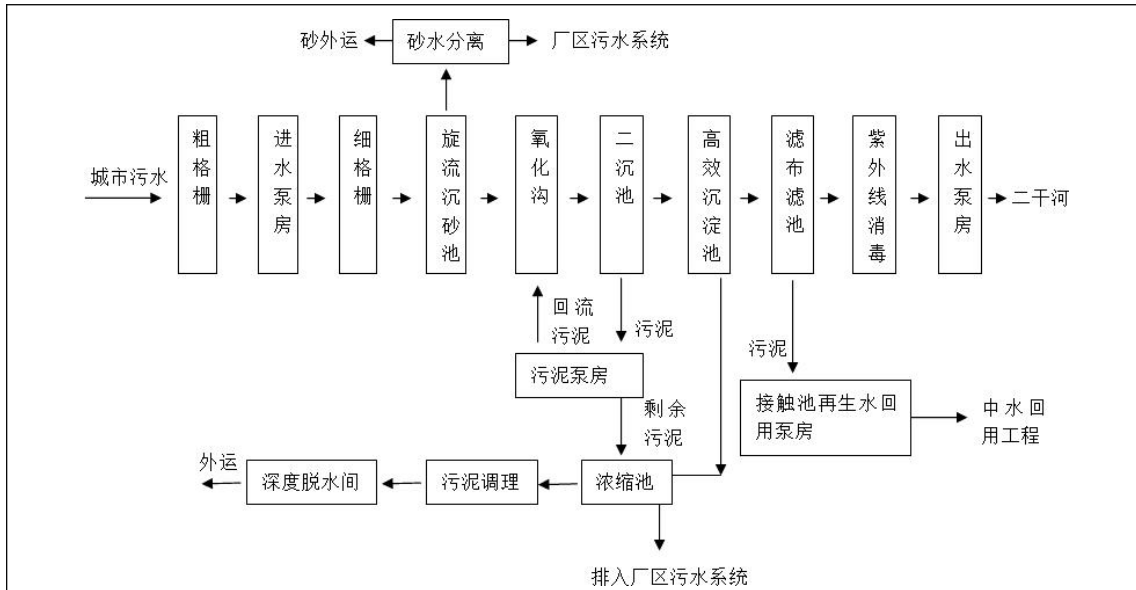 砂外运
砂水分离
厂区污水系统
城市污水
粗格栅
进水泵房
细格栅
旋流沉砂池
氧化沟
二沉池
高效沉淀池
滤布滤池
紫外线消毒
出水泵房
二干河
回流
污泥
污泥
污泥
污泥泵房
接触池再生水回
用泵房
中水回
用工程
剩余
污泥
外运
深度脱水间
污泥调理
浓缩池
排入厂区污水系统